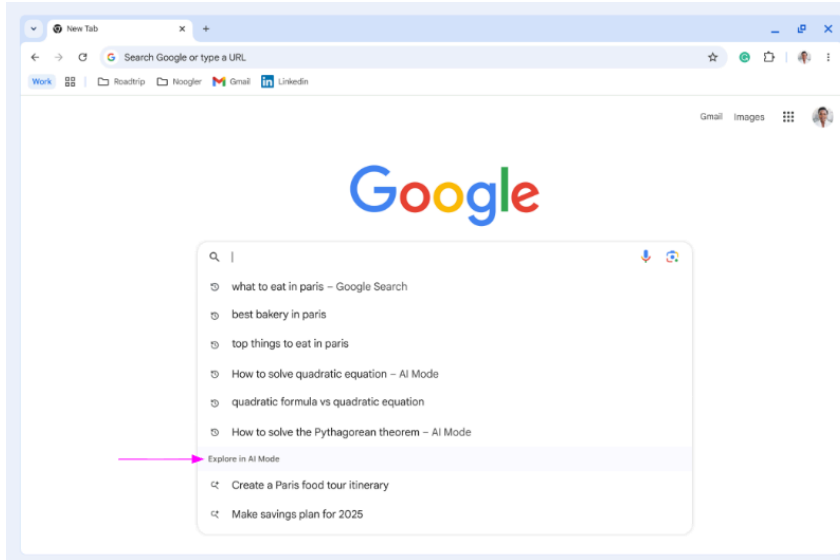 New Tab
Search Google or type a URL
Work Roadtrip Noogler Gmail Linkedin
Gmail Images
Google
what to eat in paris – Google Search
best bakery in paris
top things to eat in paris
How to solve quadratic equation – AI Mode
quadratic formula vs quadratic equation
How to solve the Pythagorean theorem – AI Mode
Explore in AI Mode
Create a Paris food tour itinerary
Make savings plan for 2025